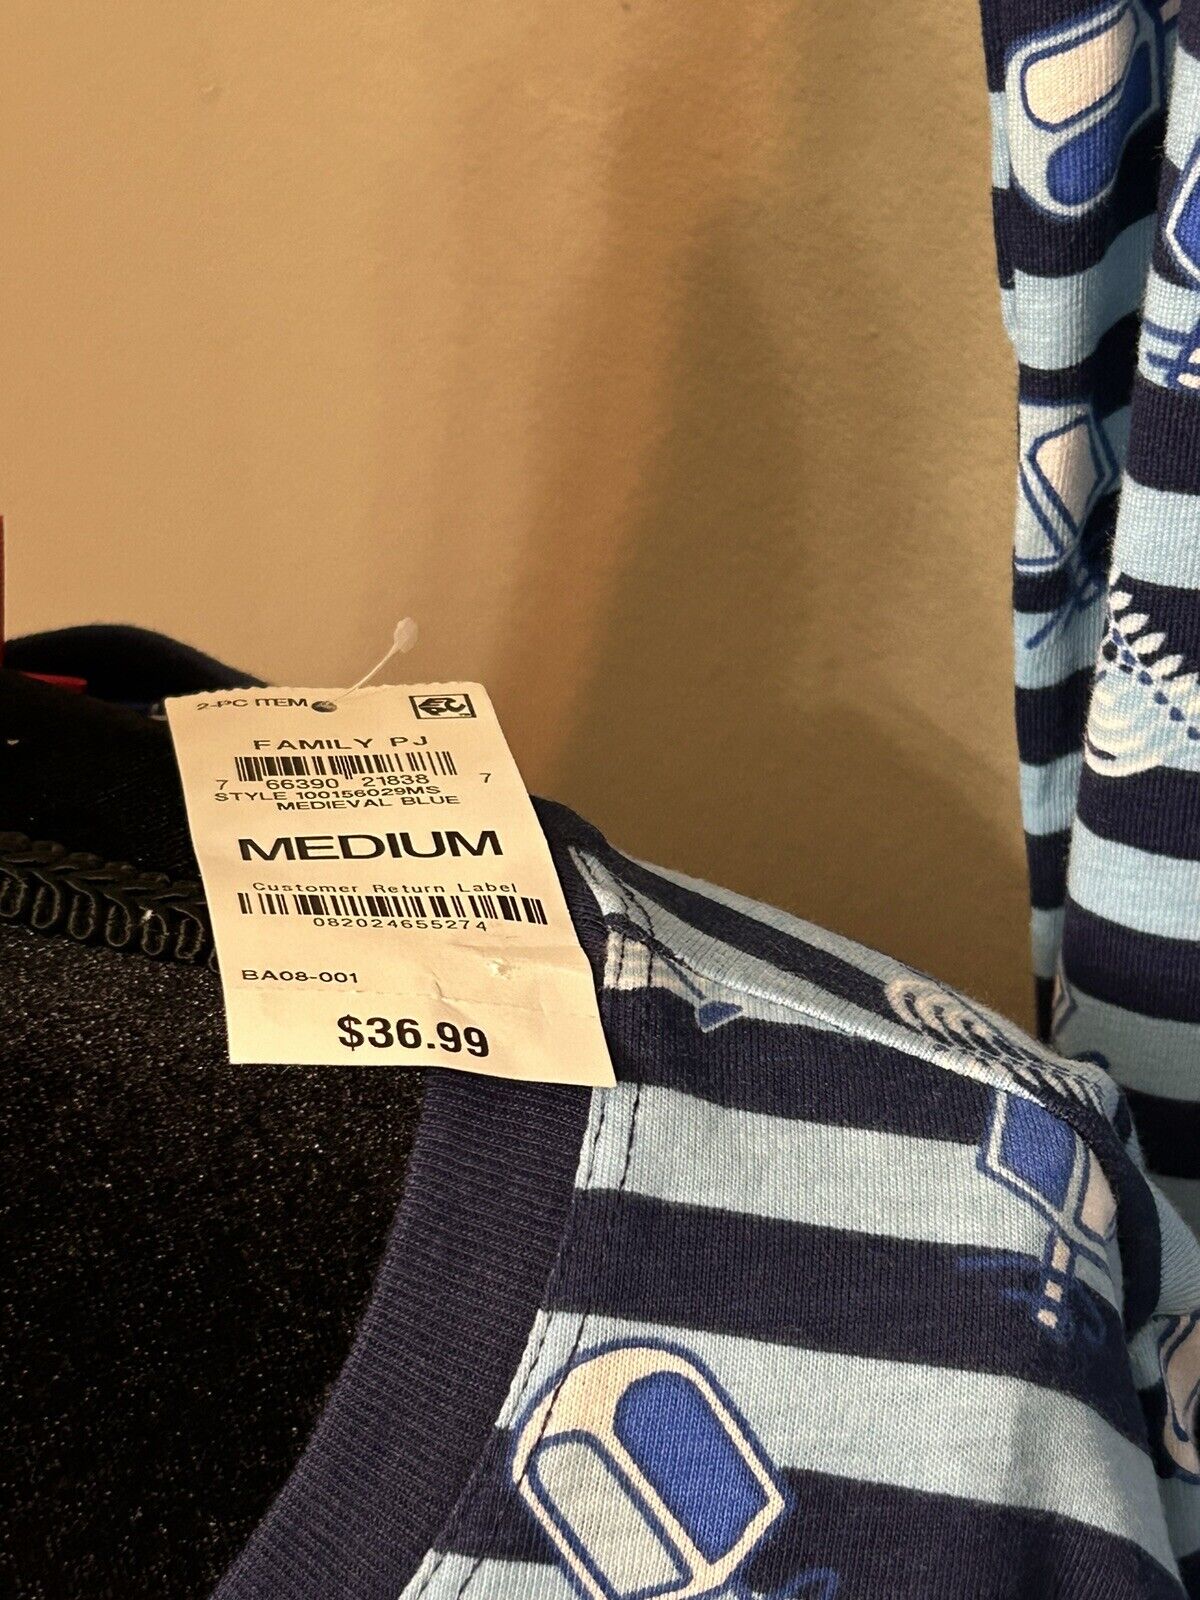 2-PC ITEM
FAMILY PJ
7 66390 21838 7
STYLE 100156029MS
MEDIEVAL BLUE
MEDIUM
Customer Return Label
082024655274
BA08-001
$36.99